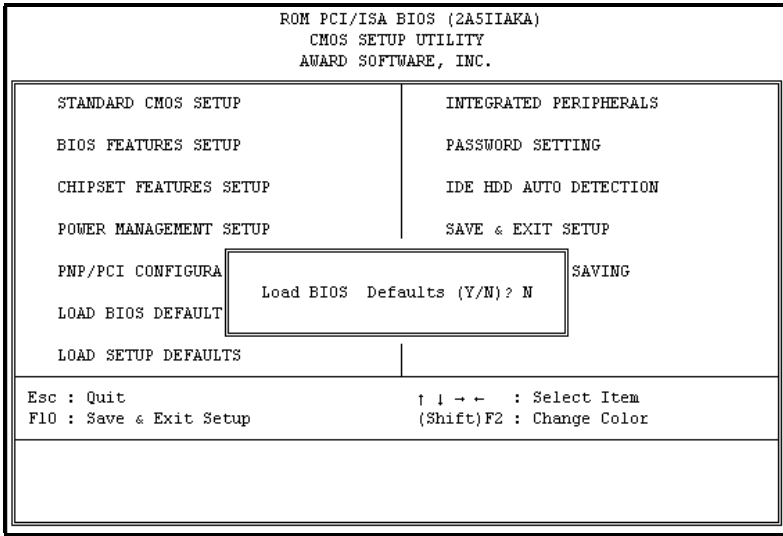 ROM PCI/ISA BIOS (2A5IIAKA)
CMOS SETUP UTILITY
AWARD SOFTWARE, INC.
STANDARD CMOS SETUP
BIOS FEATURES SETUP
CHIPSET FEATURES SETUP
POWER MANAGEMENT SETUP
PNP/PCI CONFIGURA
LOAD BIOS DEFAULT
LOAD SETUP DEFAULTS
INTEGRATED PERIPHERALS
PASSWORD SETTING
IDE HDD AUTO DETECTION
SAVE & EXIT SETUP
SAVING
Load BIOS Defaults (Y/N)? N
Esc : Quit
F10 : Save & Exit Setup
↑ ↓ → ← : Select Item
(Shift)F2 : Change Color